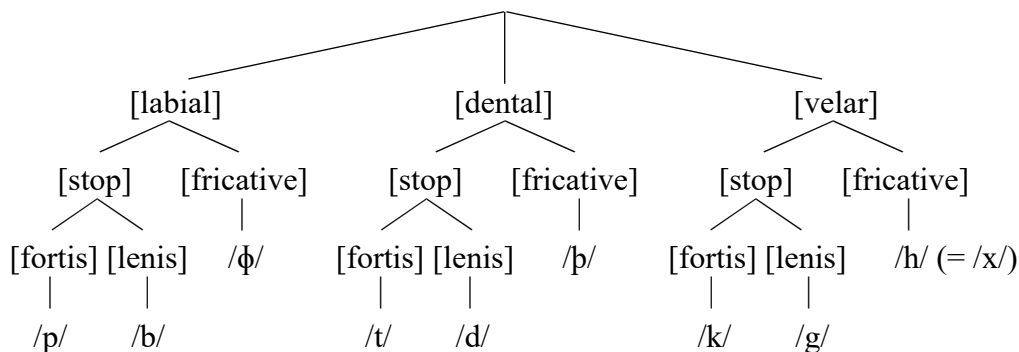 [labial] [dental] [velar]
[stop] [fricative] [stop] [fricative] [stop] [fricative]
[fortis] [lenis] /ɸ/ [fortis] [lenis] /þ/ [fortis] [lenis] /h/ (= /x/)
/p/ /b/ /t/ /d/ /k/ /g/